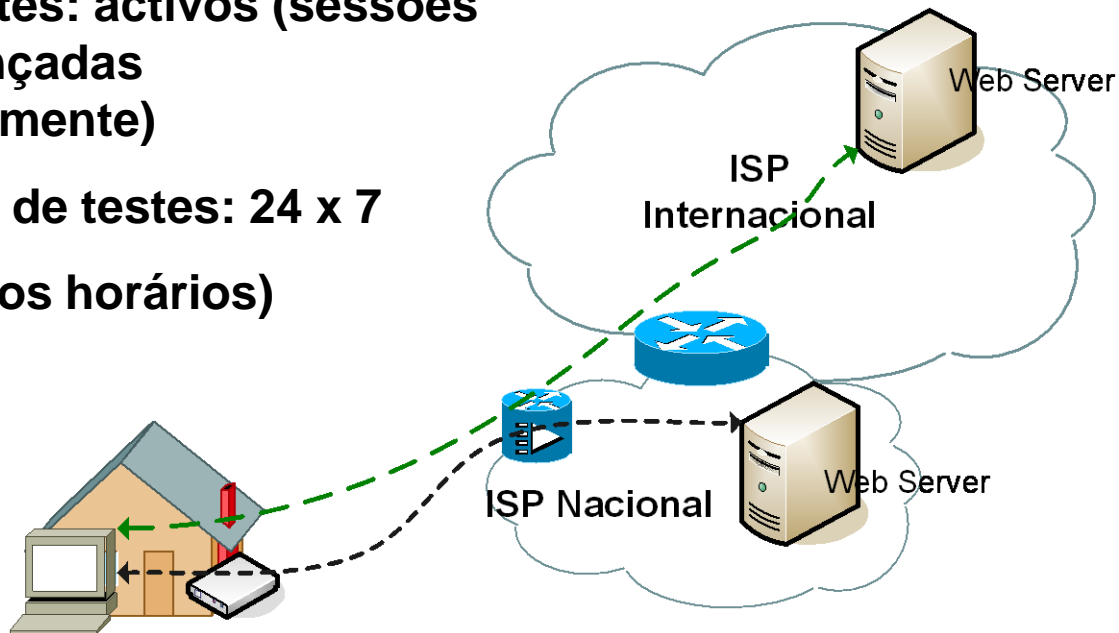 tes: activos (sessões
nçadas
mente)
de testes: 24 x 7
os horários)
Web Server
ISP
Internacional
ISP Nacional
Web Server